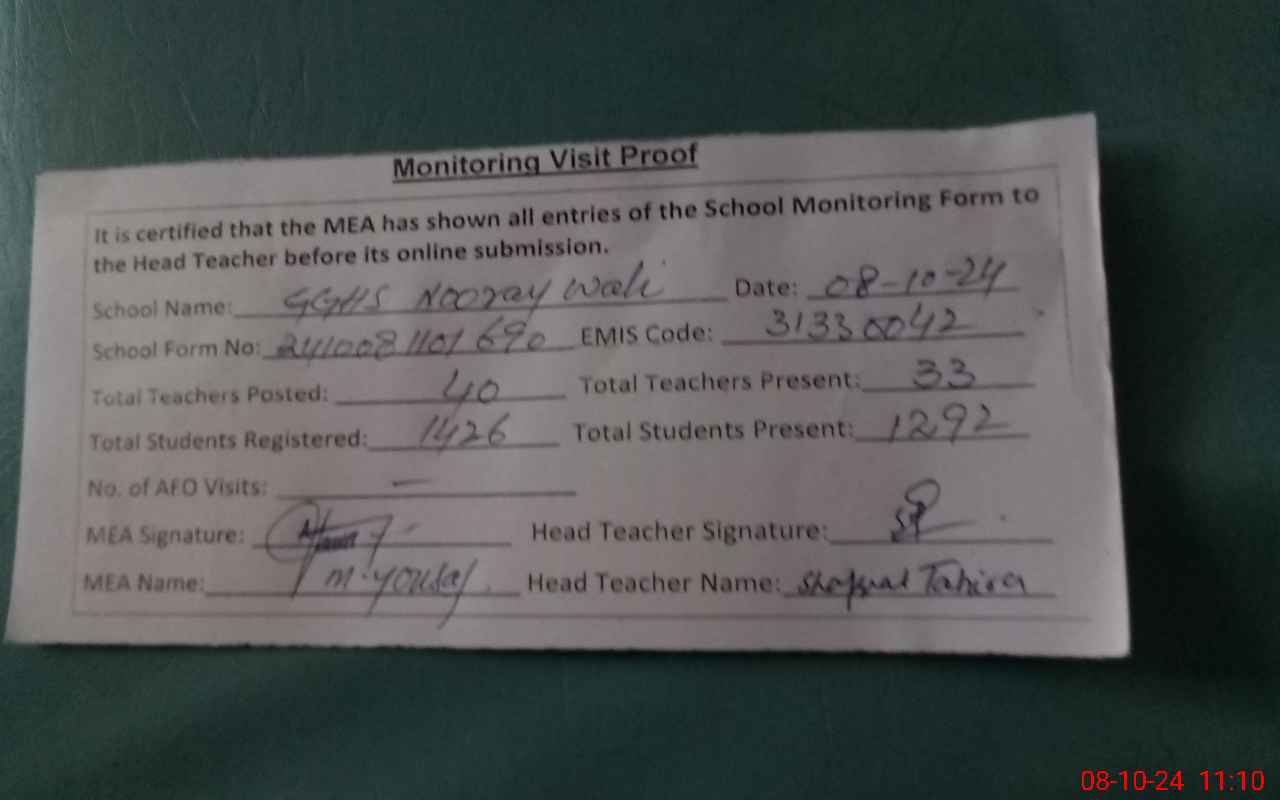 Monitoring Visit Proof
It is certified that the MEA has shown all entries of the School Monitoring Form to
the Head Teacher before its online submission.
School Name: GGHS Nooray Wali Date: 08-10-24
School Form No: 2410081101690 EMIS Code: 31330042
Total Teachers Posted: 40 Total Teachers Present: 33
Total Students Registered: 1426 Total Students Present: 1292
No. of AEO Visits: —
MEA Signature: Head Teacher Signature:
MEA Name: M. yousaf Head Teacher Name: Tahira
08-10-24 11:10